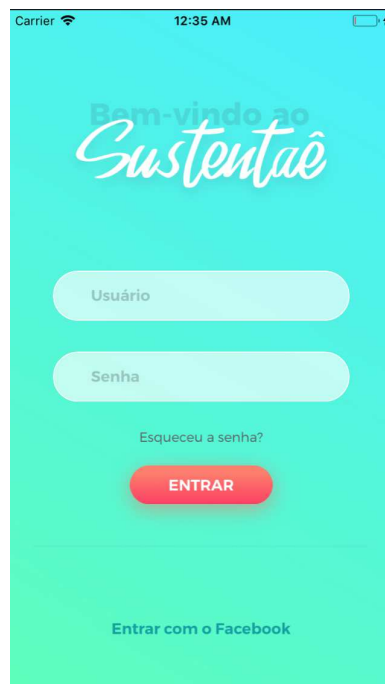 Carrier 12:35 AM
Bem-vindo ao
Sustentaê
Usuário
Senha
Esqueceu a senha?
ENTRAR
Entrar com o Facebook